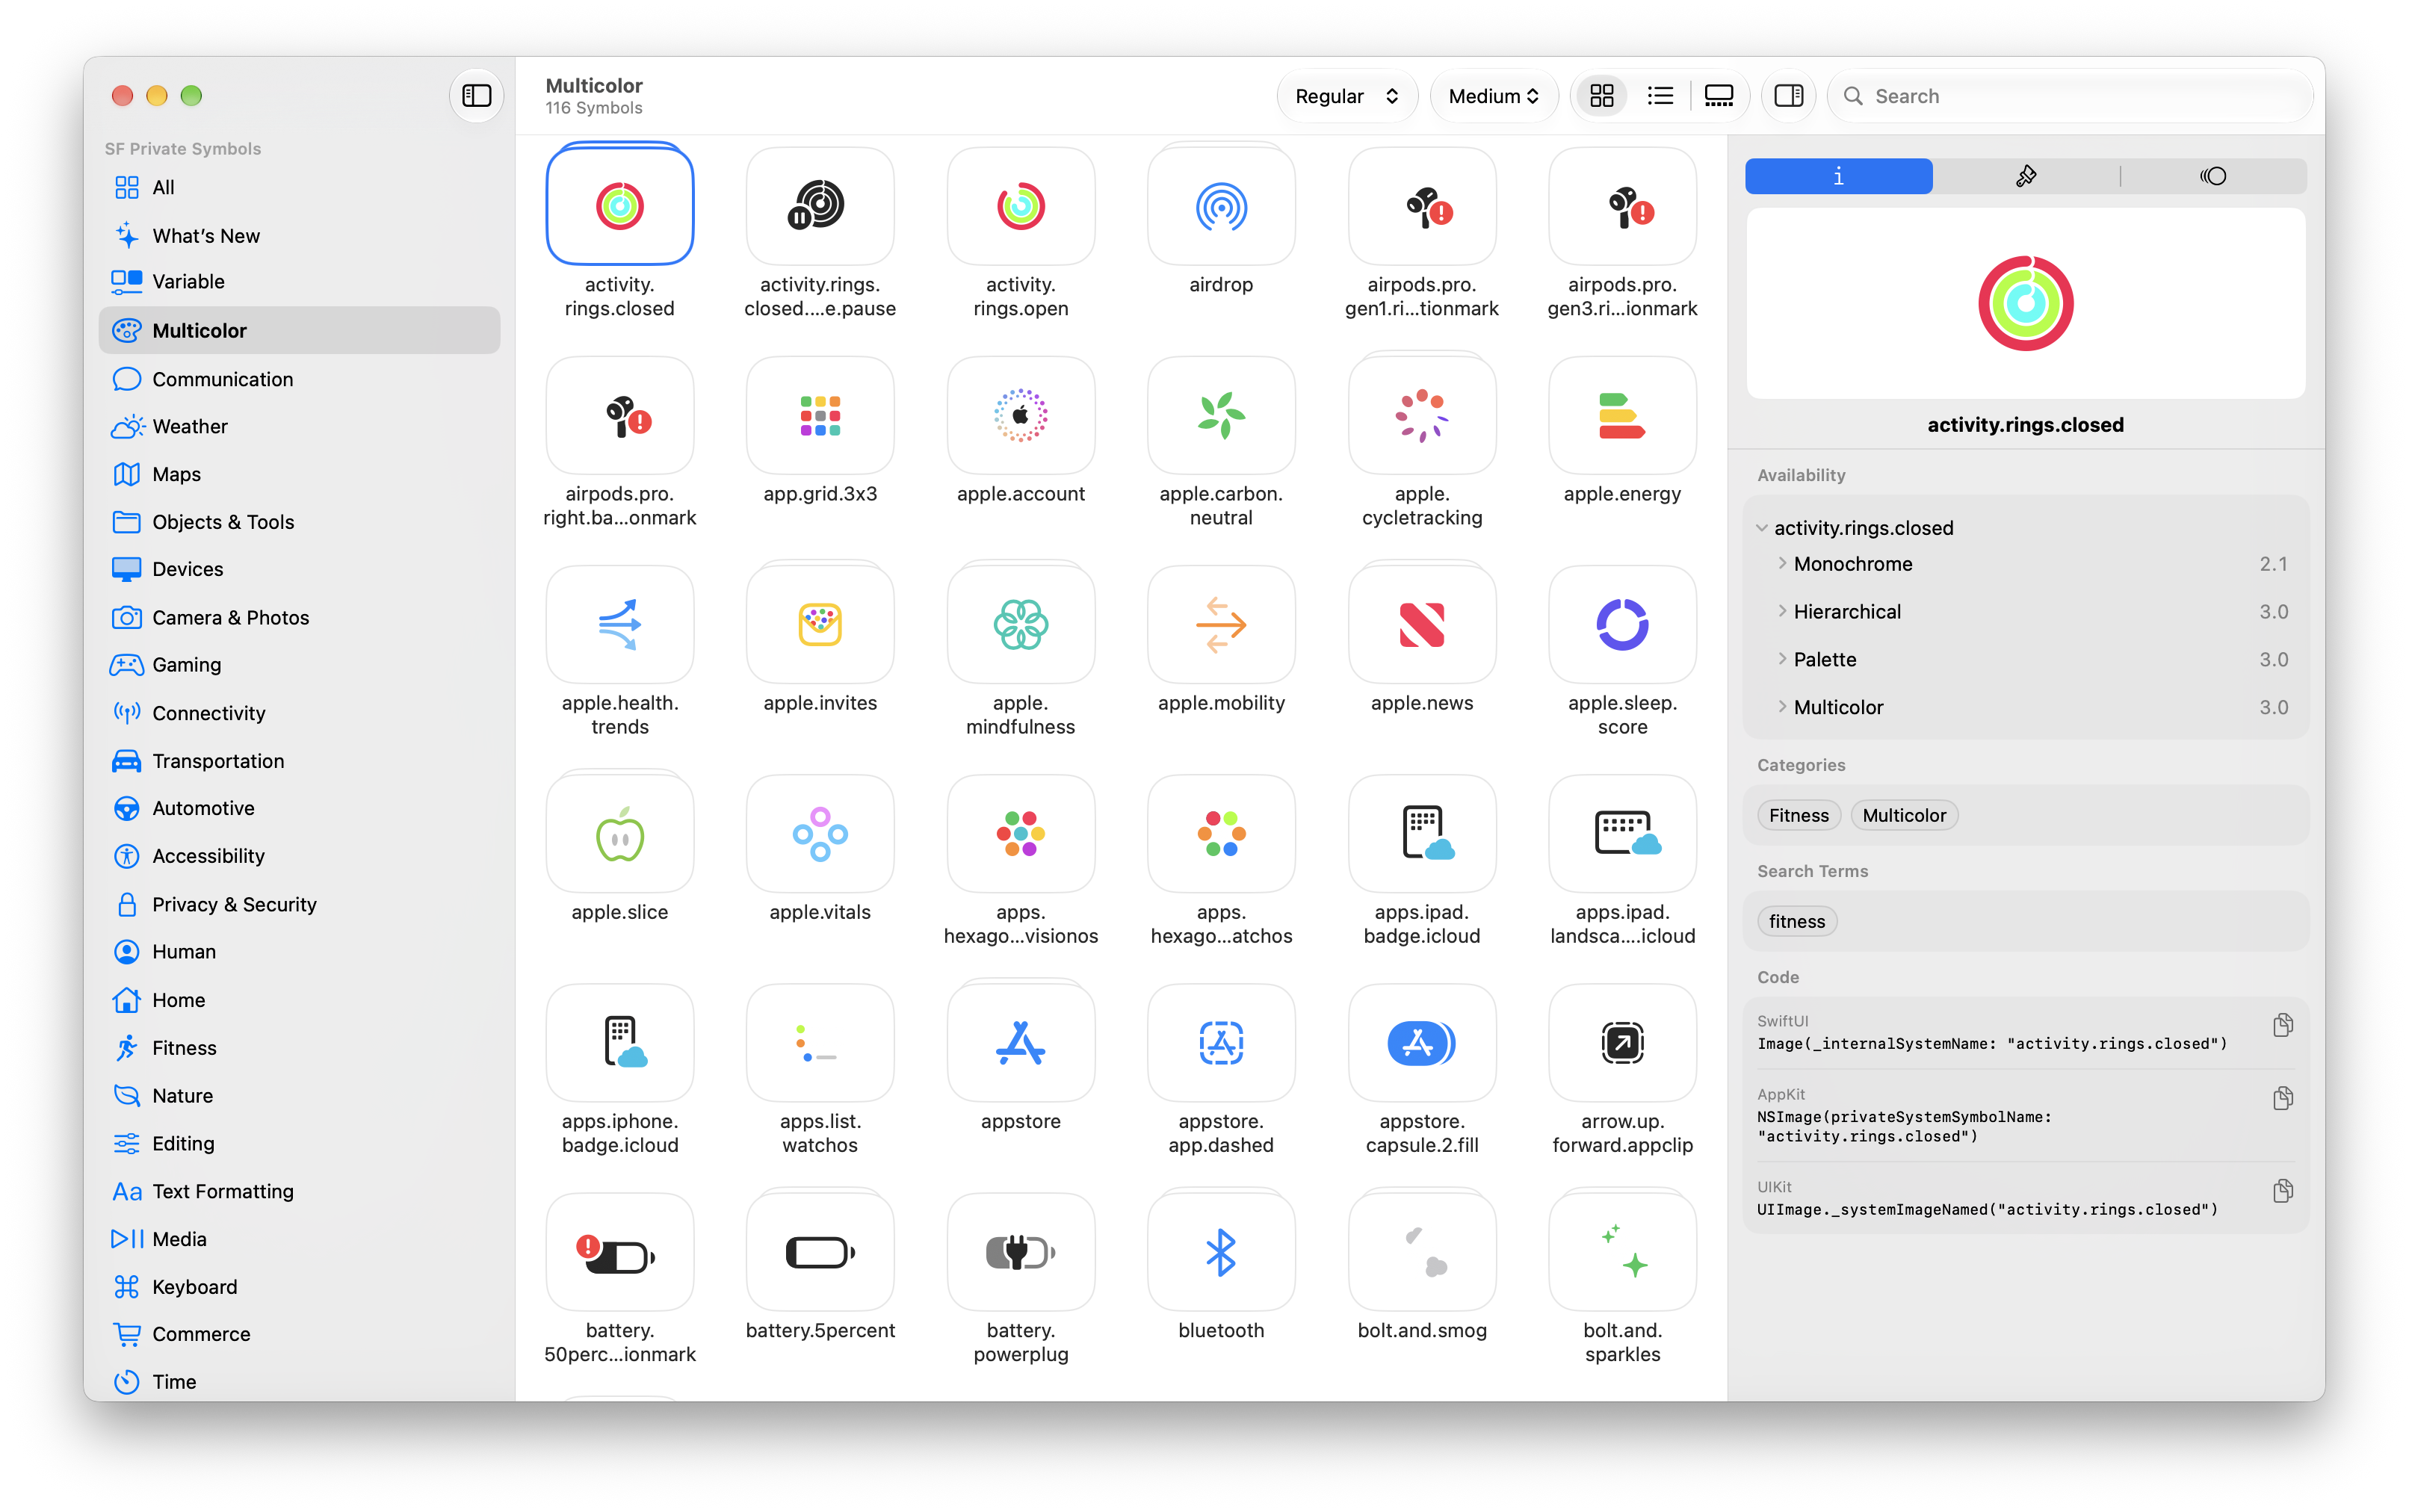 SF Private Symbols
All
What's New
Variable
Multicolor
Communication
Weather
Maps
Objects & Tools
Devices
Camera & Photos
Gaming
Connectivity
Transportation
Automotive
Accessibility
Privacy & Security
Human
Home
Fitness
Nature
Editing
Aa Text Formatting
Media
Keyboard
Commerce
Time
Multicolor
116 Symbols
Regular
Medium
Search
activity.
rings.closed
activity.rings.
closed....e.pause
activity.
rings.open
airdrop
airpods.pro.
gen1.ri...tionmark
airpods.pro.
gen3.ri...ionmark
airpods.pro.
right.ba...onmark
app.grid.3x3
apple.account
apple.carbon.
neutral
apple.
cycletracking
apple.energy
apple.health.
trends
apple.invites
apple.
mindfulness
apple.mobility
apple.news
apple.sleep.
score
apple.slice
apple.vitals
apps.
hexago...visionos
apps.
hexago...atchos
apps.ipad.
badge.icloud
apps.ipad.
landsca....icloud
apps.iphone.
badge.icloud
apps.list.
watchos
appstore
appstore.
app.dashed
appstore.
capsule.2.fill
arrow.up.
forward.appclip
battery.
50perc...ionmark
battery.5percent
battery.
powerplug
bluetooth
bolt.and.smog
bolt.and.
sparkles
i
activity.rings.closed
Availability
activity.rings.closed
Monochrome 2.1
Hierarchical 3.0
Palette 3.0
Multicolor 3.0
Categories
Fitness Multicolor
Search Terms
fitness
Code
SwiftUI
Image(_internalSystemName: "activity.rings.closed")
AppKit
NSImage(privateSystemSymbolName:
"activity.rings.closed")
UIKit
UIImage._systemImageNamed("activity.rings.closed")